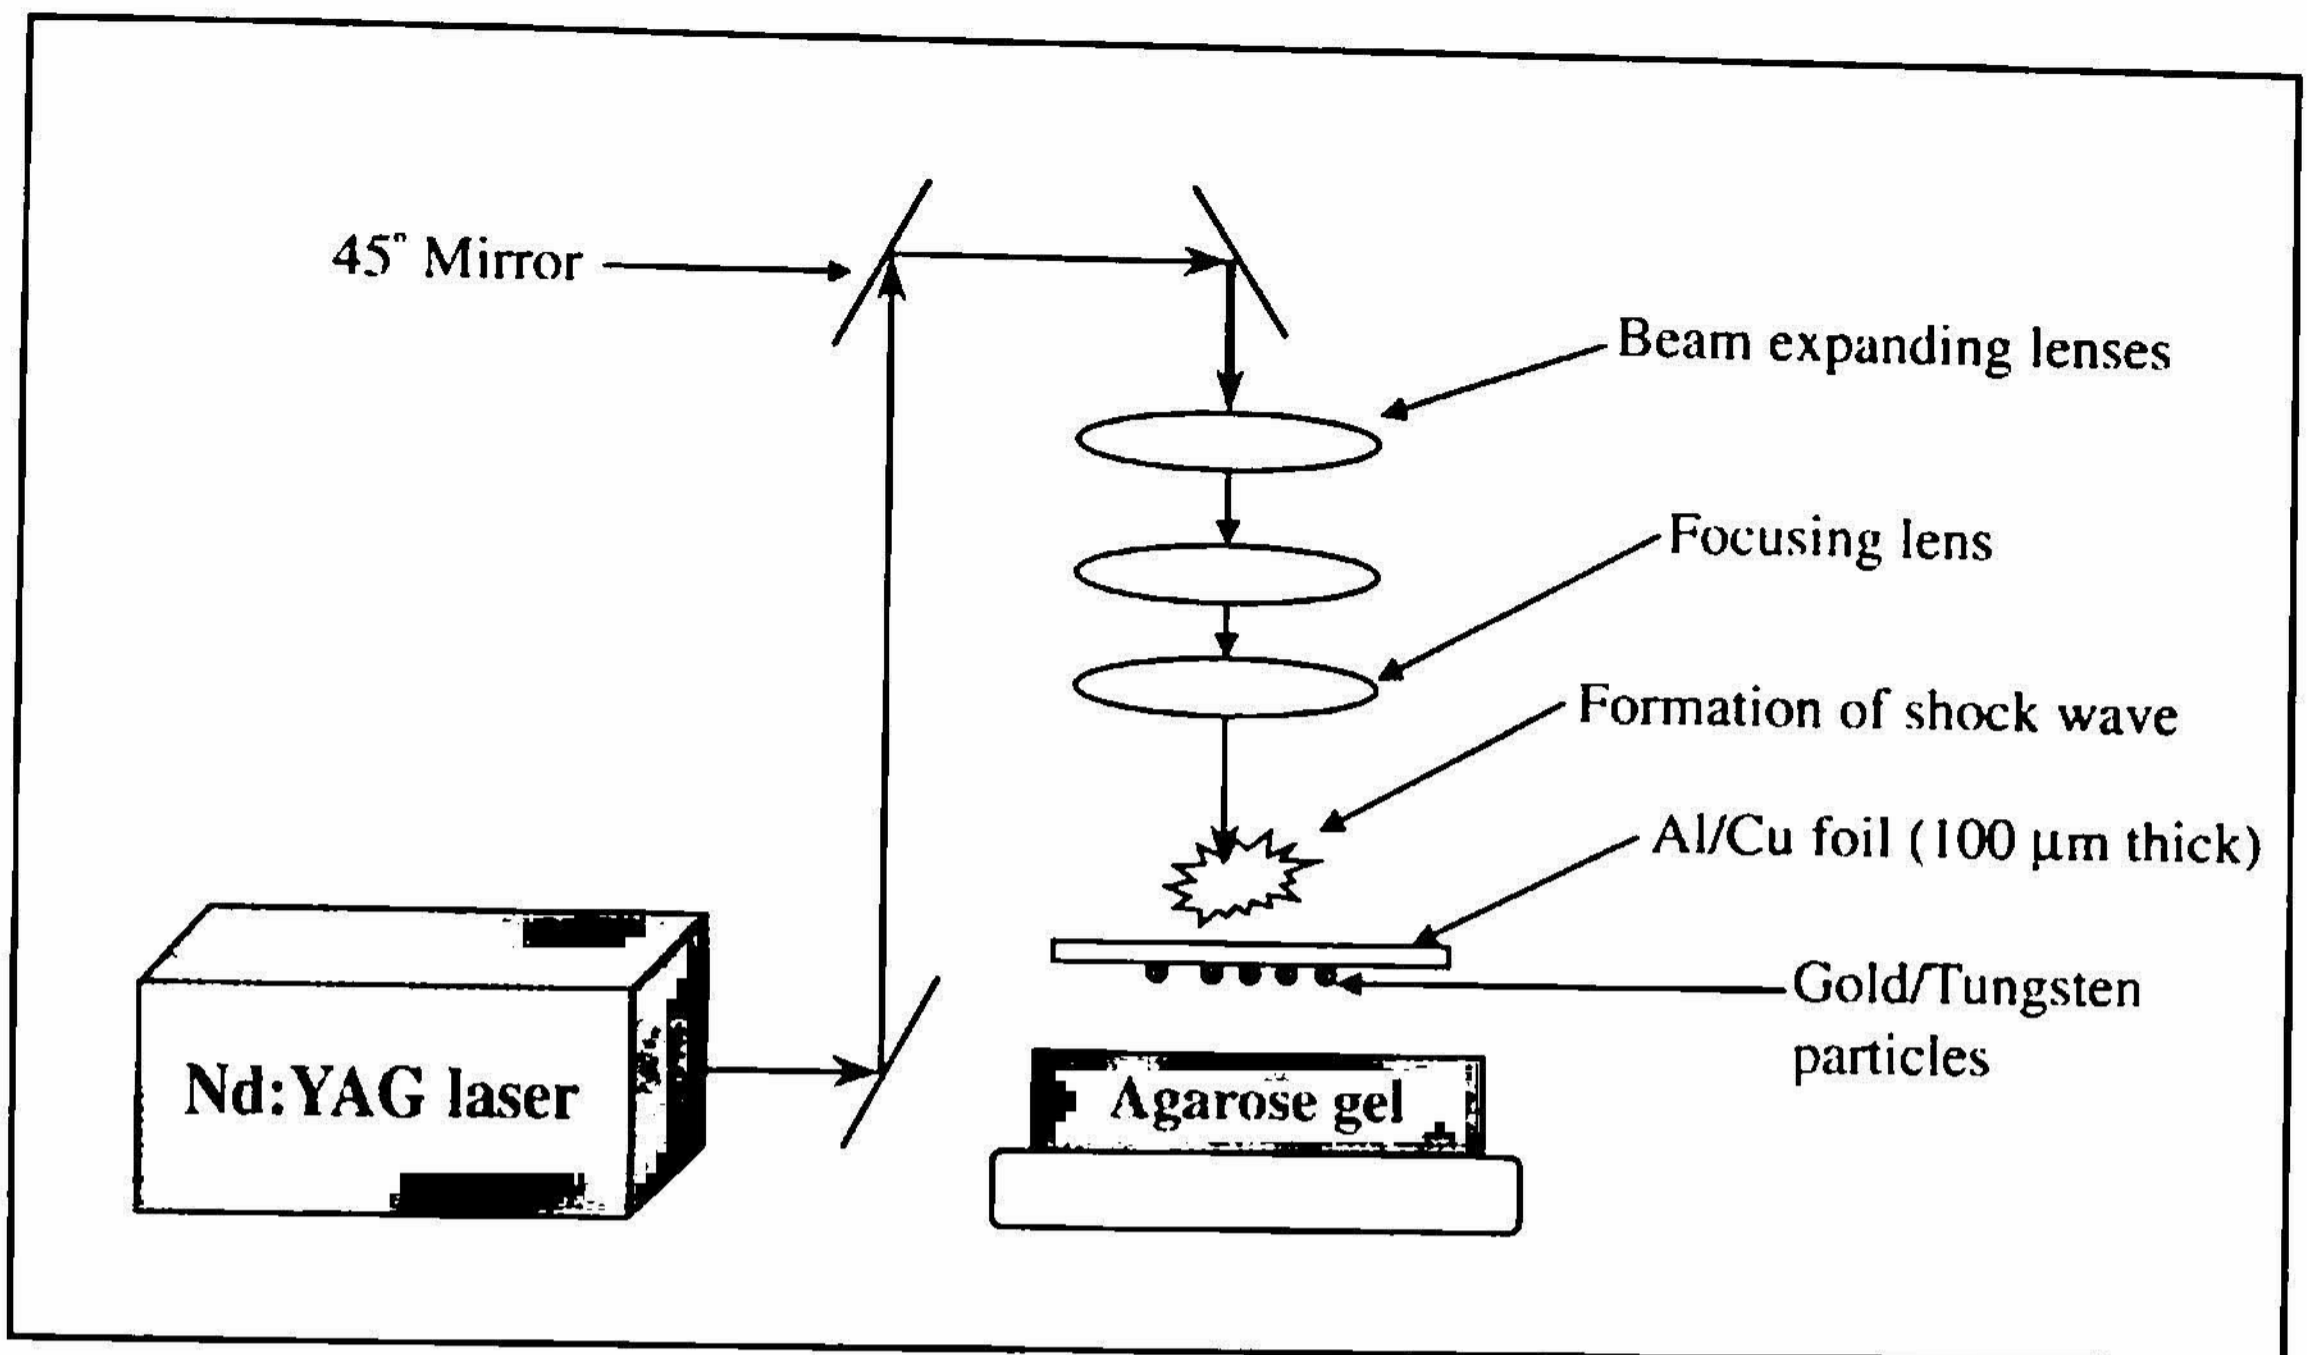 45° Mirror
Beam expanding lenses
Focusing lens
Formation of shock wave
Al/Cu foil (100 µm thick)
Gold/Tungsten
particles
Nd:YAG laser
Agarose gel